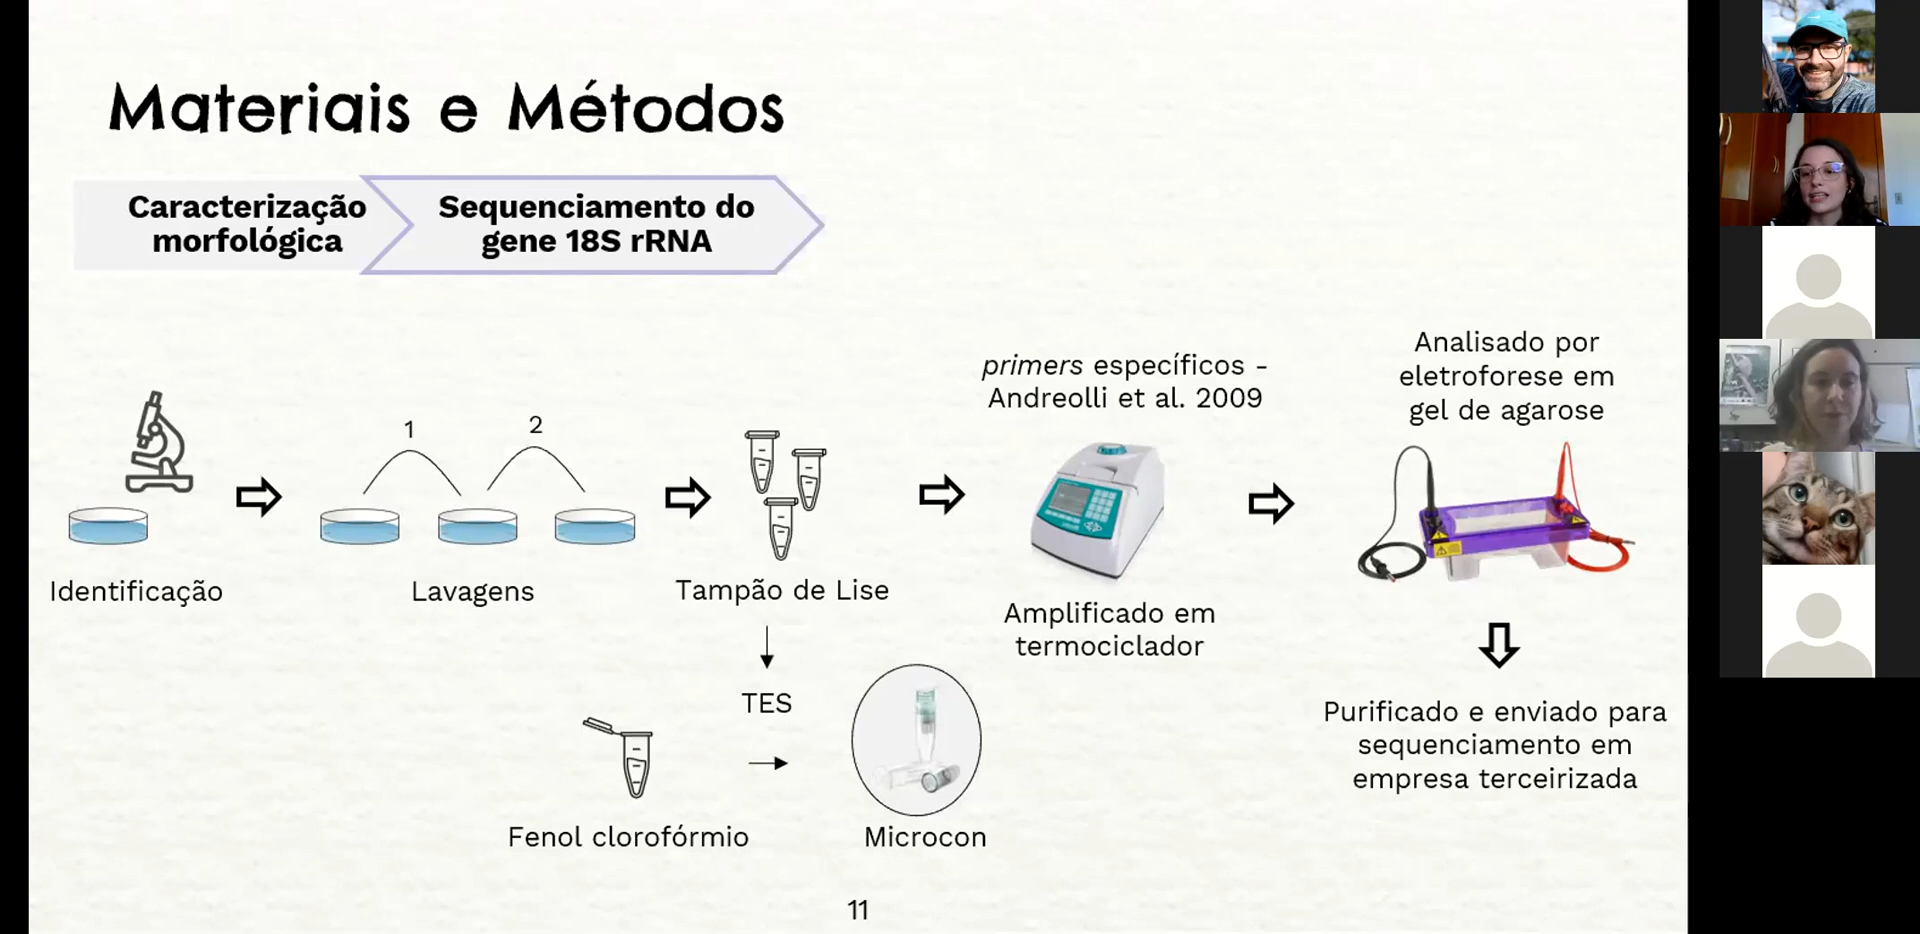 Materiais e Métodos
Caracterização
morfológica
Sequenciamento do
gene 18S rRNA
1
2
Identificação
Lavagens
Tampão de Lise
TES
Fenol clorofórmio
Microcon
primers específicos -
Andreolli et al. 2009
Amplificado em
termociclador
Analisado por
eletroforese em
gel de agarose
Purificado e enviado para
sequenciamento em
empresa terceirizada
11